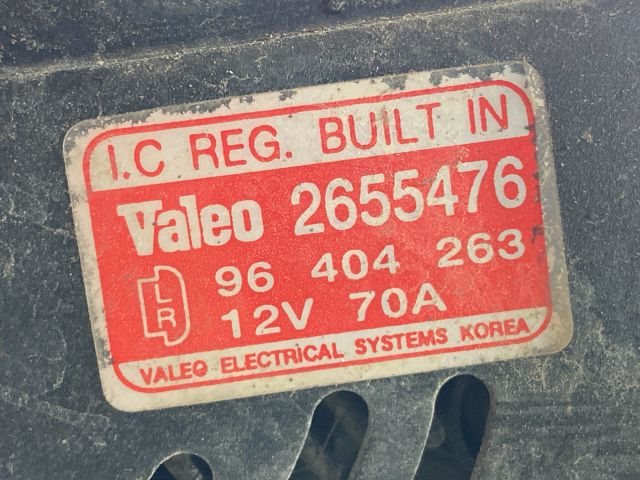 I.C REG. BUILT IN
Valeo 2655476
LR 96 404 263
12V 70A
VALEO ELECTRICAL SYSTEMS KOREA